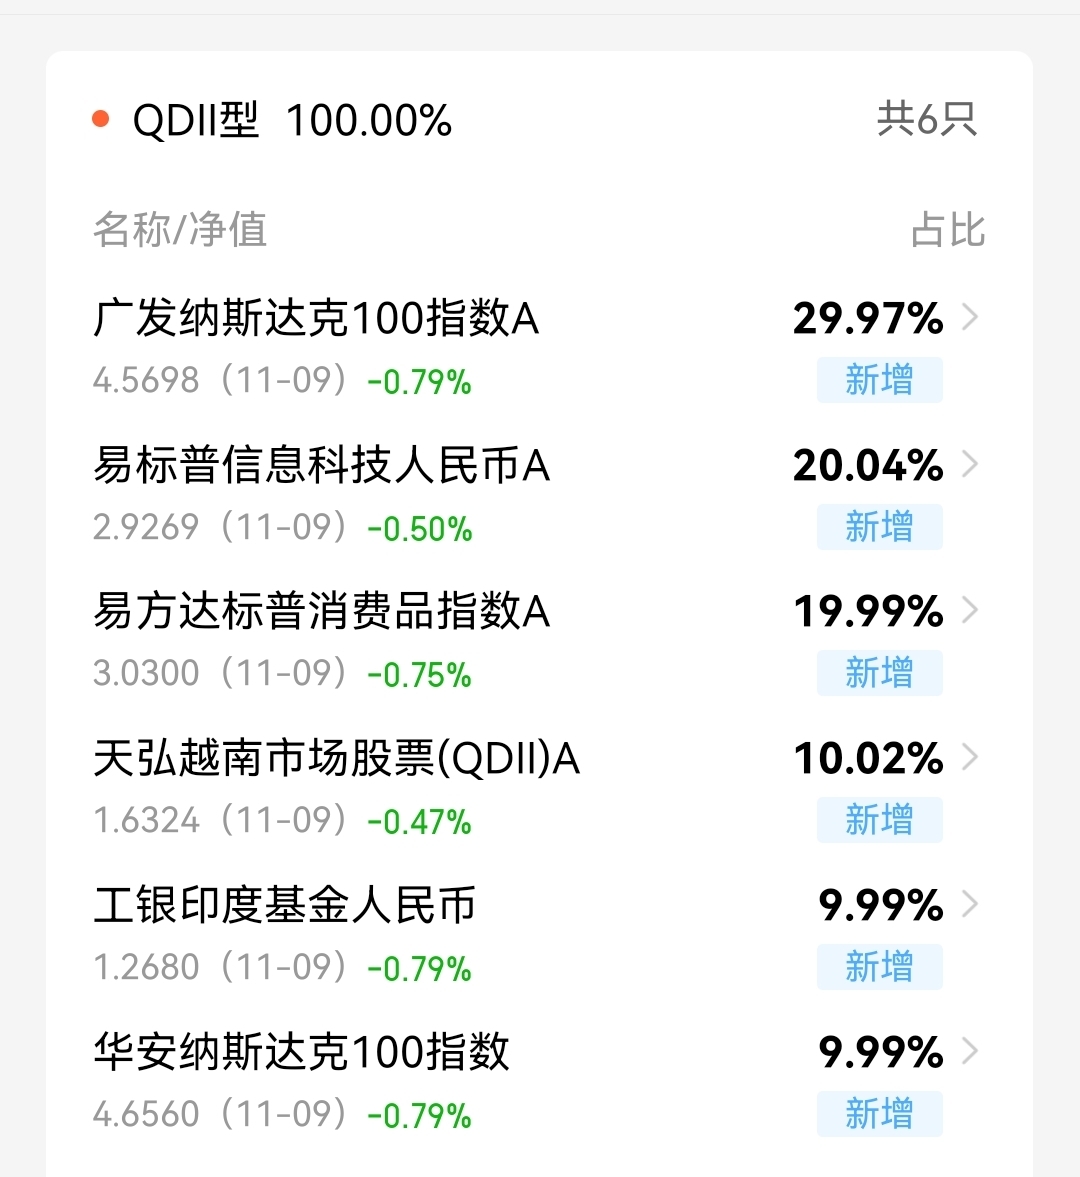 QDII型 100.00% 共6只
名称/净值 占比
广发纳斯达克100指数A 29.97%
4.5698（11-09）-0.79% 新增
易标普信息科技人民币A 20.04%
2.9269（11-09）-0.50% 新增
易方达标普消费品指数A 19.99%
3.0300（11-09）-0.75% 新增
天弘越南市场股票(QDII)A 10.02%
1.6324（11-09）-0.47% 新增
工银印度基金人民币 9.99%
1.2680（11-09）-0.79% 新增
华安纳斯达克100指数 9.99%
4.6560（11-09）-0.79% 新增